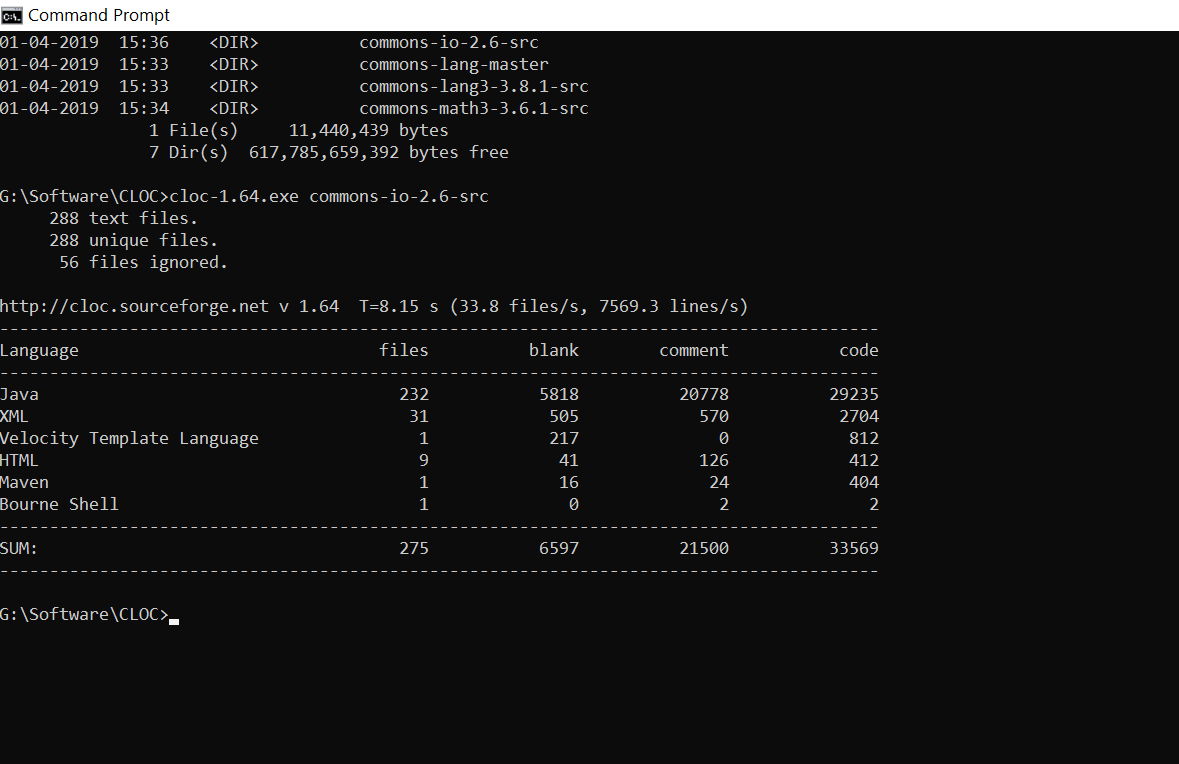 Command Prompt
01-04-2019  15:36    <DIR>          commons-io-2.6-src
01-04-2019  15:33    <DIR>          commons-lang-master
01-04-2019  15:33    <DIR>          commons-lang3-3.8.1-src
01-04-2019  15:34    <DIR>          commons-math3-3.6.1-src
               1 File(s)     11,440,439 bytes
               7 Dir(s)  617,785,659,392 bytes free
G:\Software\CLOC>cloc-1.64.exe commons-io-2.6-src
     288 text files.
     288 unique files.
      56 files ignored.
http://cloc.sourceforge.net v 1.64  T=8.15 s (33.8 files/s, 7569.3 lines/s)
----------------------------------------------------------------------------------------
Language                              files          blank        comment           code
----------------------------------------------------------------------------------------
Java                                    232           5818          20778          29235
XML                                      31            505            570           2704
Velocity Template Language                1            217              0            812
HTML                                      9             41            126            412
Maven                                     1             16             24            404
Bourne Shell                              1              0              2              2
----------------------------------------------------------------------------------------
SUM:                                    275           6597          21500          33569
----------------------------------------------------------------------------------------
G:\Software\CLOC>